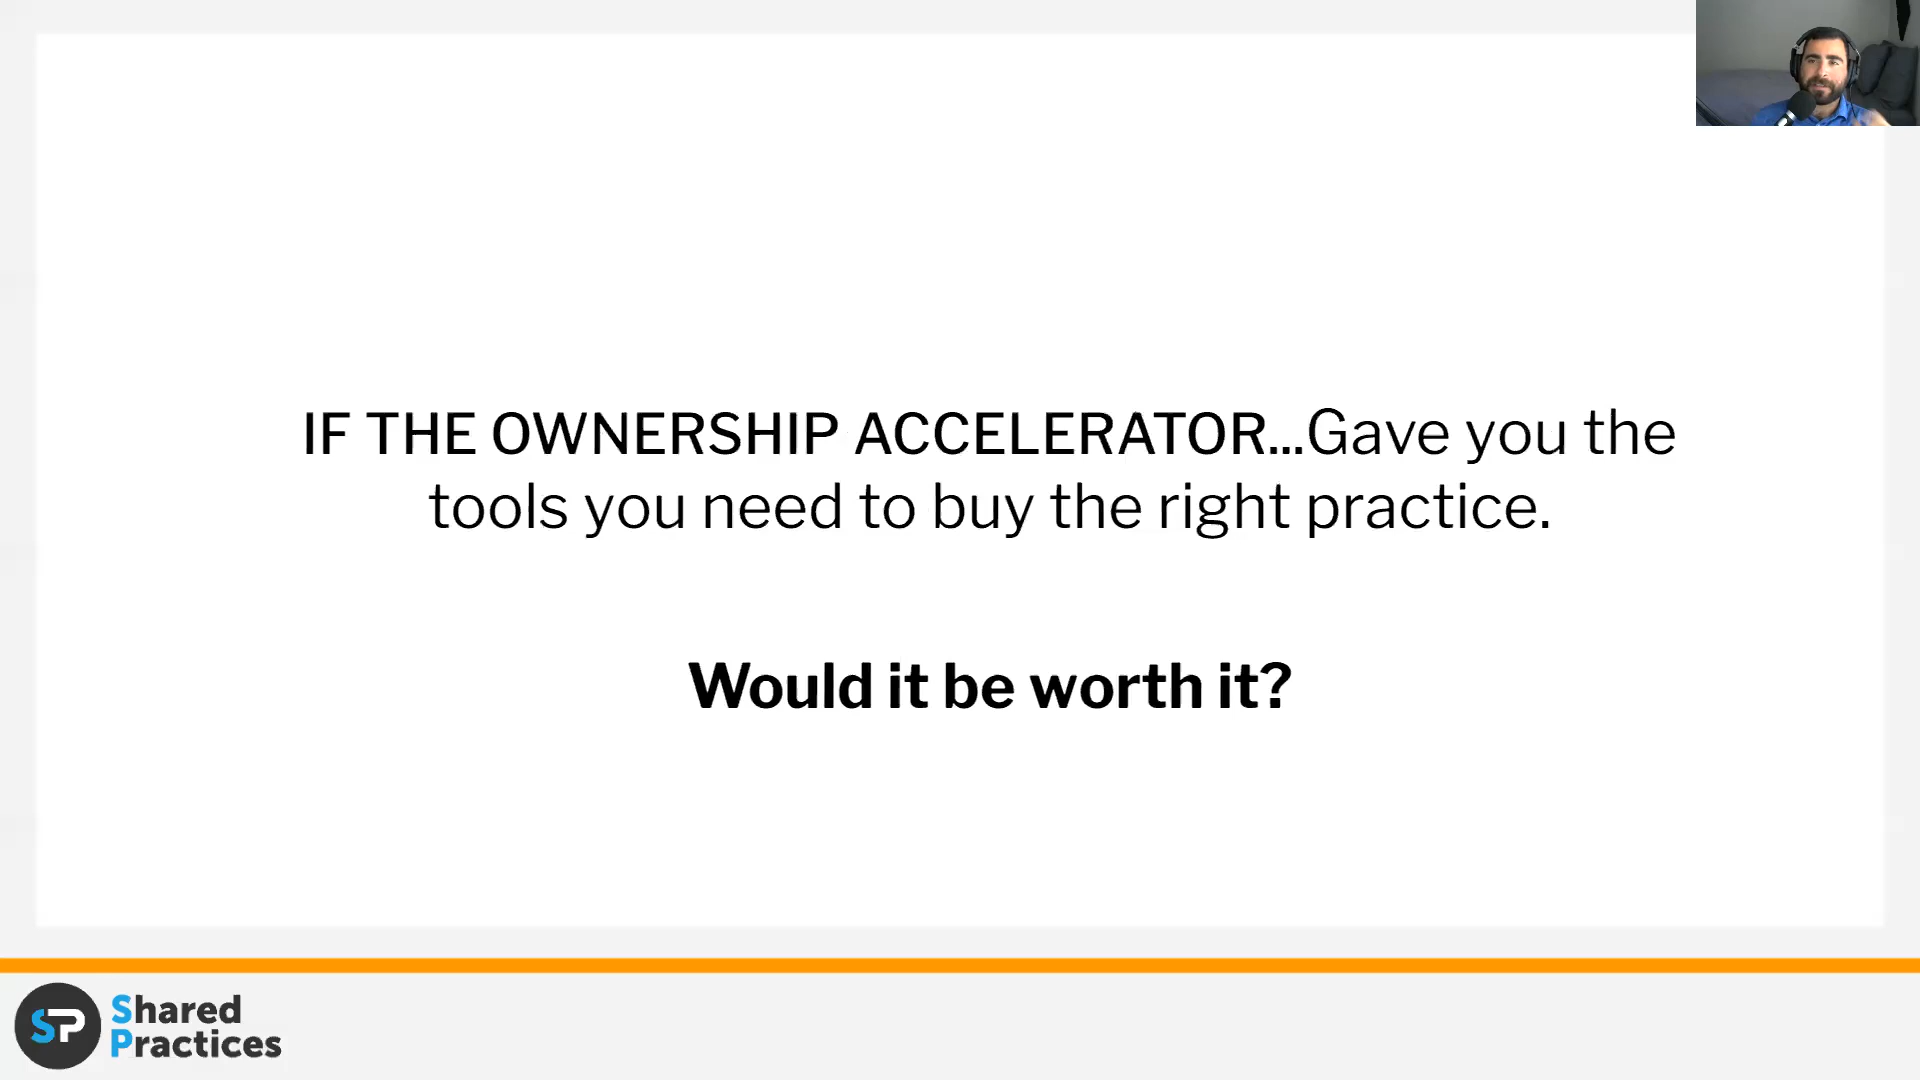 IF THE OWNERSHIP ACCELERATOR...Gave you the
tools you need to buy the right practice.
Would it be worth it?
SP
Shared
Practices